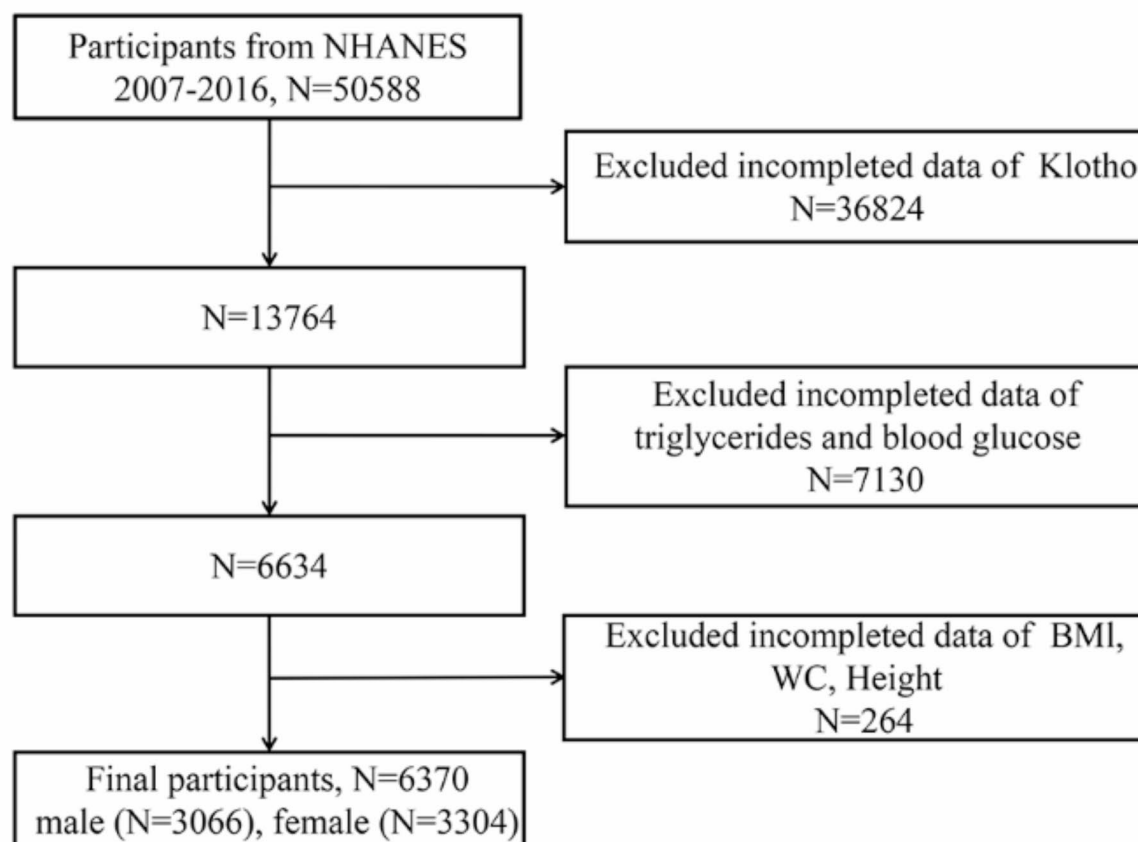 Participants from NHANES
2007-2016, N=50588
Excluded incompleted data of Klotho
N=36824
N=13764
Excluded incompleted data of
triglycerides and blood glucose
N=7130
N=6634
Excluded incompleted data of BMl,
WC, Height
N=264
Final participants, N=6370
male (N=3066), female (N=3304)